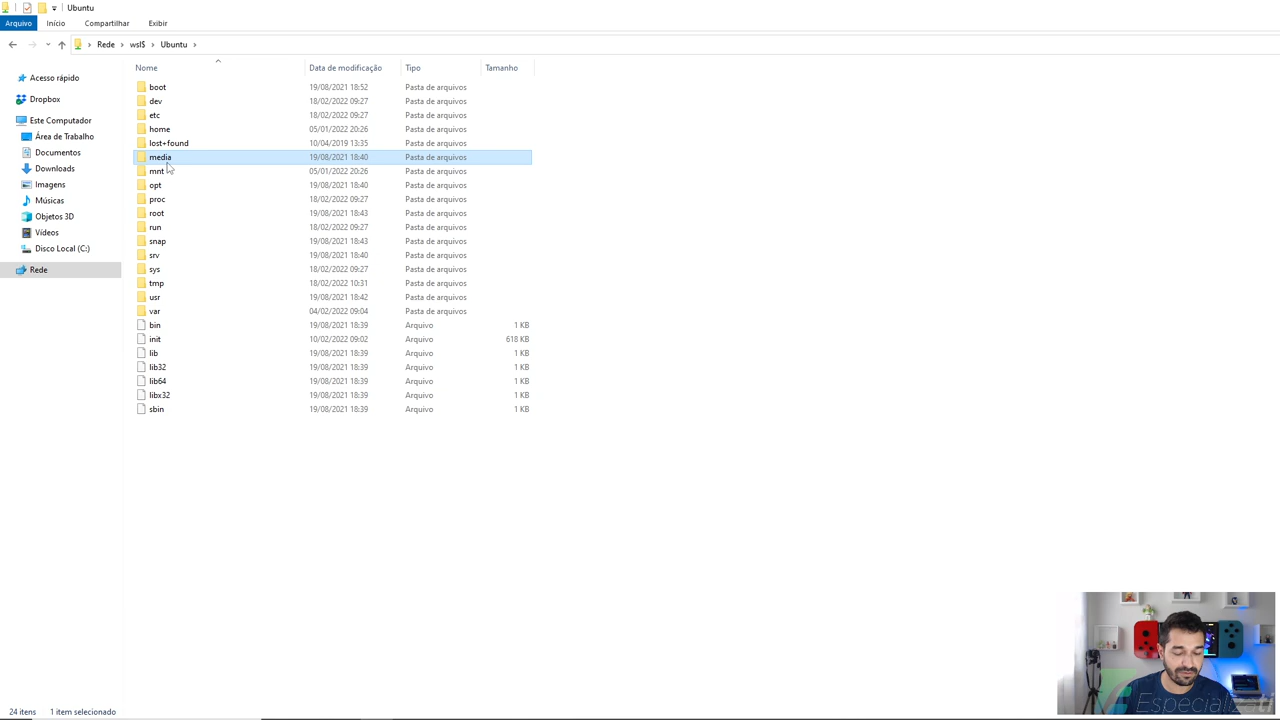 Ubuntu
Arquivo Início Compartilhar Exibir
Rede wsl$ Ubuntu
Nome Data de modificação Tipo Tamanho
Acesso rápido
Dropbox
Este Computador
Área de Trabalho
Documentos
Downloads
Imagens
Músicas
Objetos 3D
Vídeos
Disco Local (C:)
Rede
boot 19/08/2021 18:52 Pasta de arquivos
dev 18/02/2022 09:27 Pasta de arquivos
etc 18/02/2022 09:27 Pasta de arquivos
home 05/01/2022 20:26 Pasta de arquivos
lost+found 10/04/2019 13:35 Pasta de arquivos
media 19/08/2021 18:40 Pasta de arquivos
mnt 05/01/2022 20:26 Pasta de arquivos
opt 19/08/2021 18:40 Pasta de arquivos
proc 18/02/2022 09:27 Pasta de arquivos
root 19/08/2021 18:43 Pasta de arquivos
run 18/02/2022 09:27 Pasta de arquivos
snap 19/08/2021 18:43 Pasta de arquivos
srv 19/08/2021 18:40 Pasta de arquivos
sys 18/02/2022 09:27 Pasta de arquivos
tmp 18/02/2022 10:31 Pasta de arquivos
usr 19/08/2021 18:42 Pasta de arquivos
var 04/02/2022 09:04 Pasta de arquivos
bin 19/08/2021 18:39 Arquivo 1 KB
init 10/02/2022 09:02 Arquivo 618 KB
lib 19/08/2021 18:39 Arquivo 1 KB
lib32 19/08/2021 18:39 Arquivo 1 KB
lib64 19/08/2021 18:39 Arquivo 1 KB
libx32 19/08/2021 18:39 Arquivo 1 KB
sbin 19/08/2021 18:39 Arquivo 1 KB
Especializati
24 itens 1 item selecionado